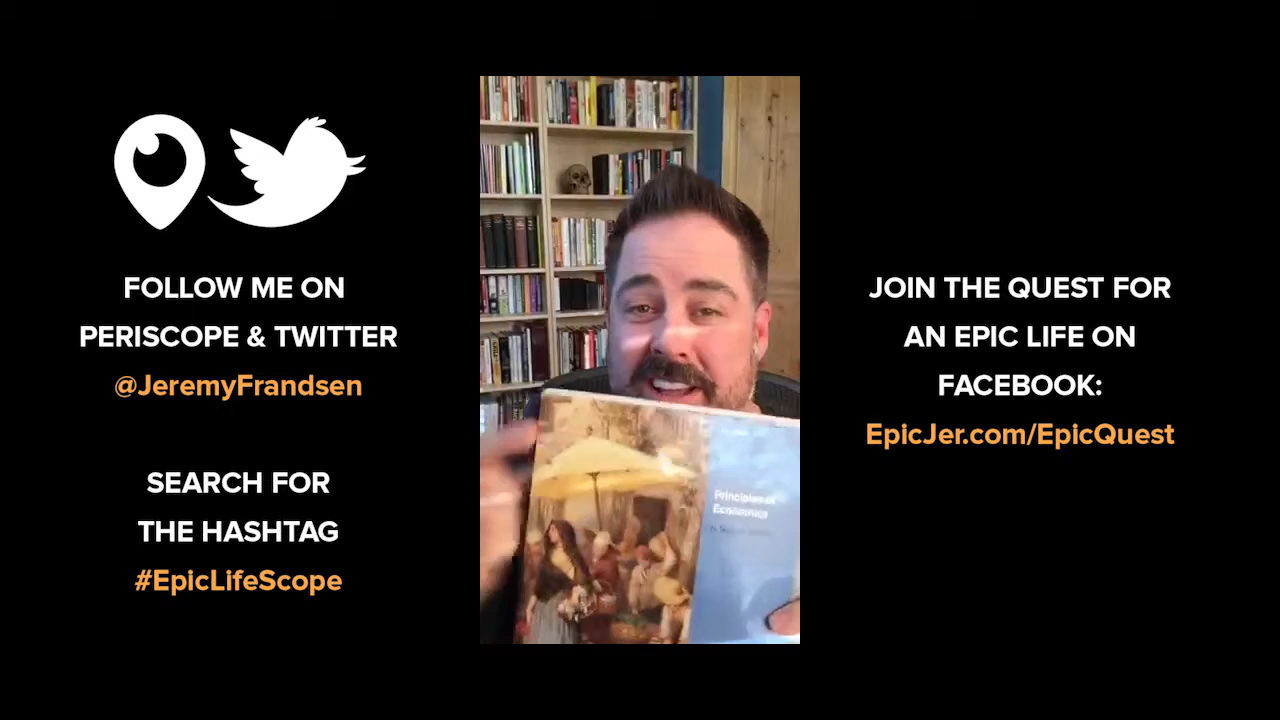 FOLLOW ME ON
PERISCOPE & TWITTER
@JeremyFrandsen
SEARCH FOR
THE HASHTAG
#EpicLifeScope
Principles of
Economics
JOIN THE QUEST FOR
AN EPIC LIFE ON
FACEBOOK:
EpicJer.com/EpicQuest